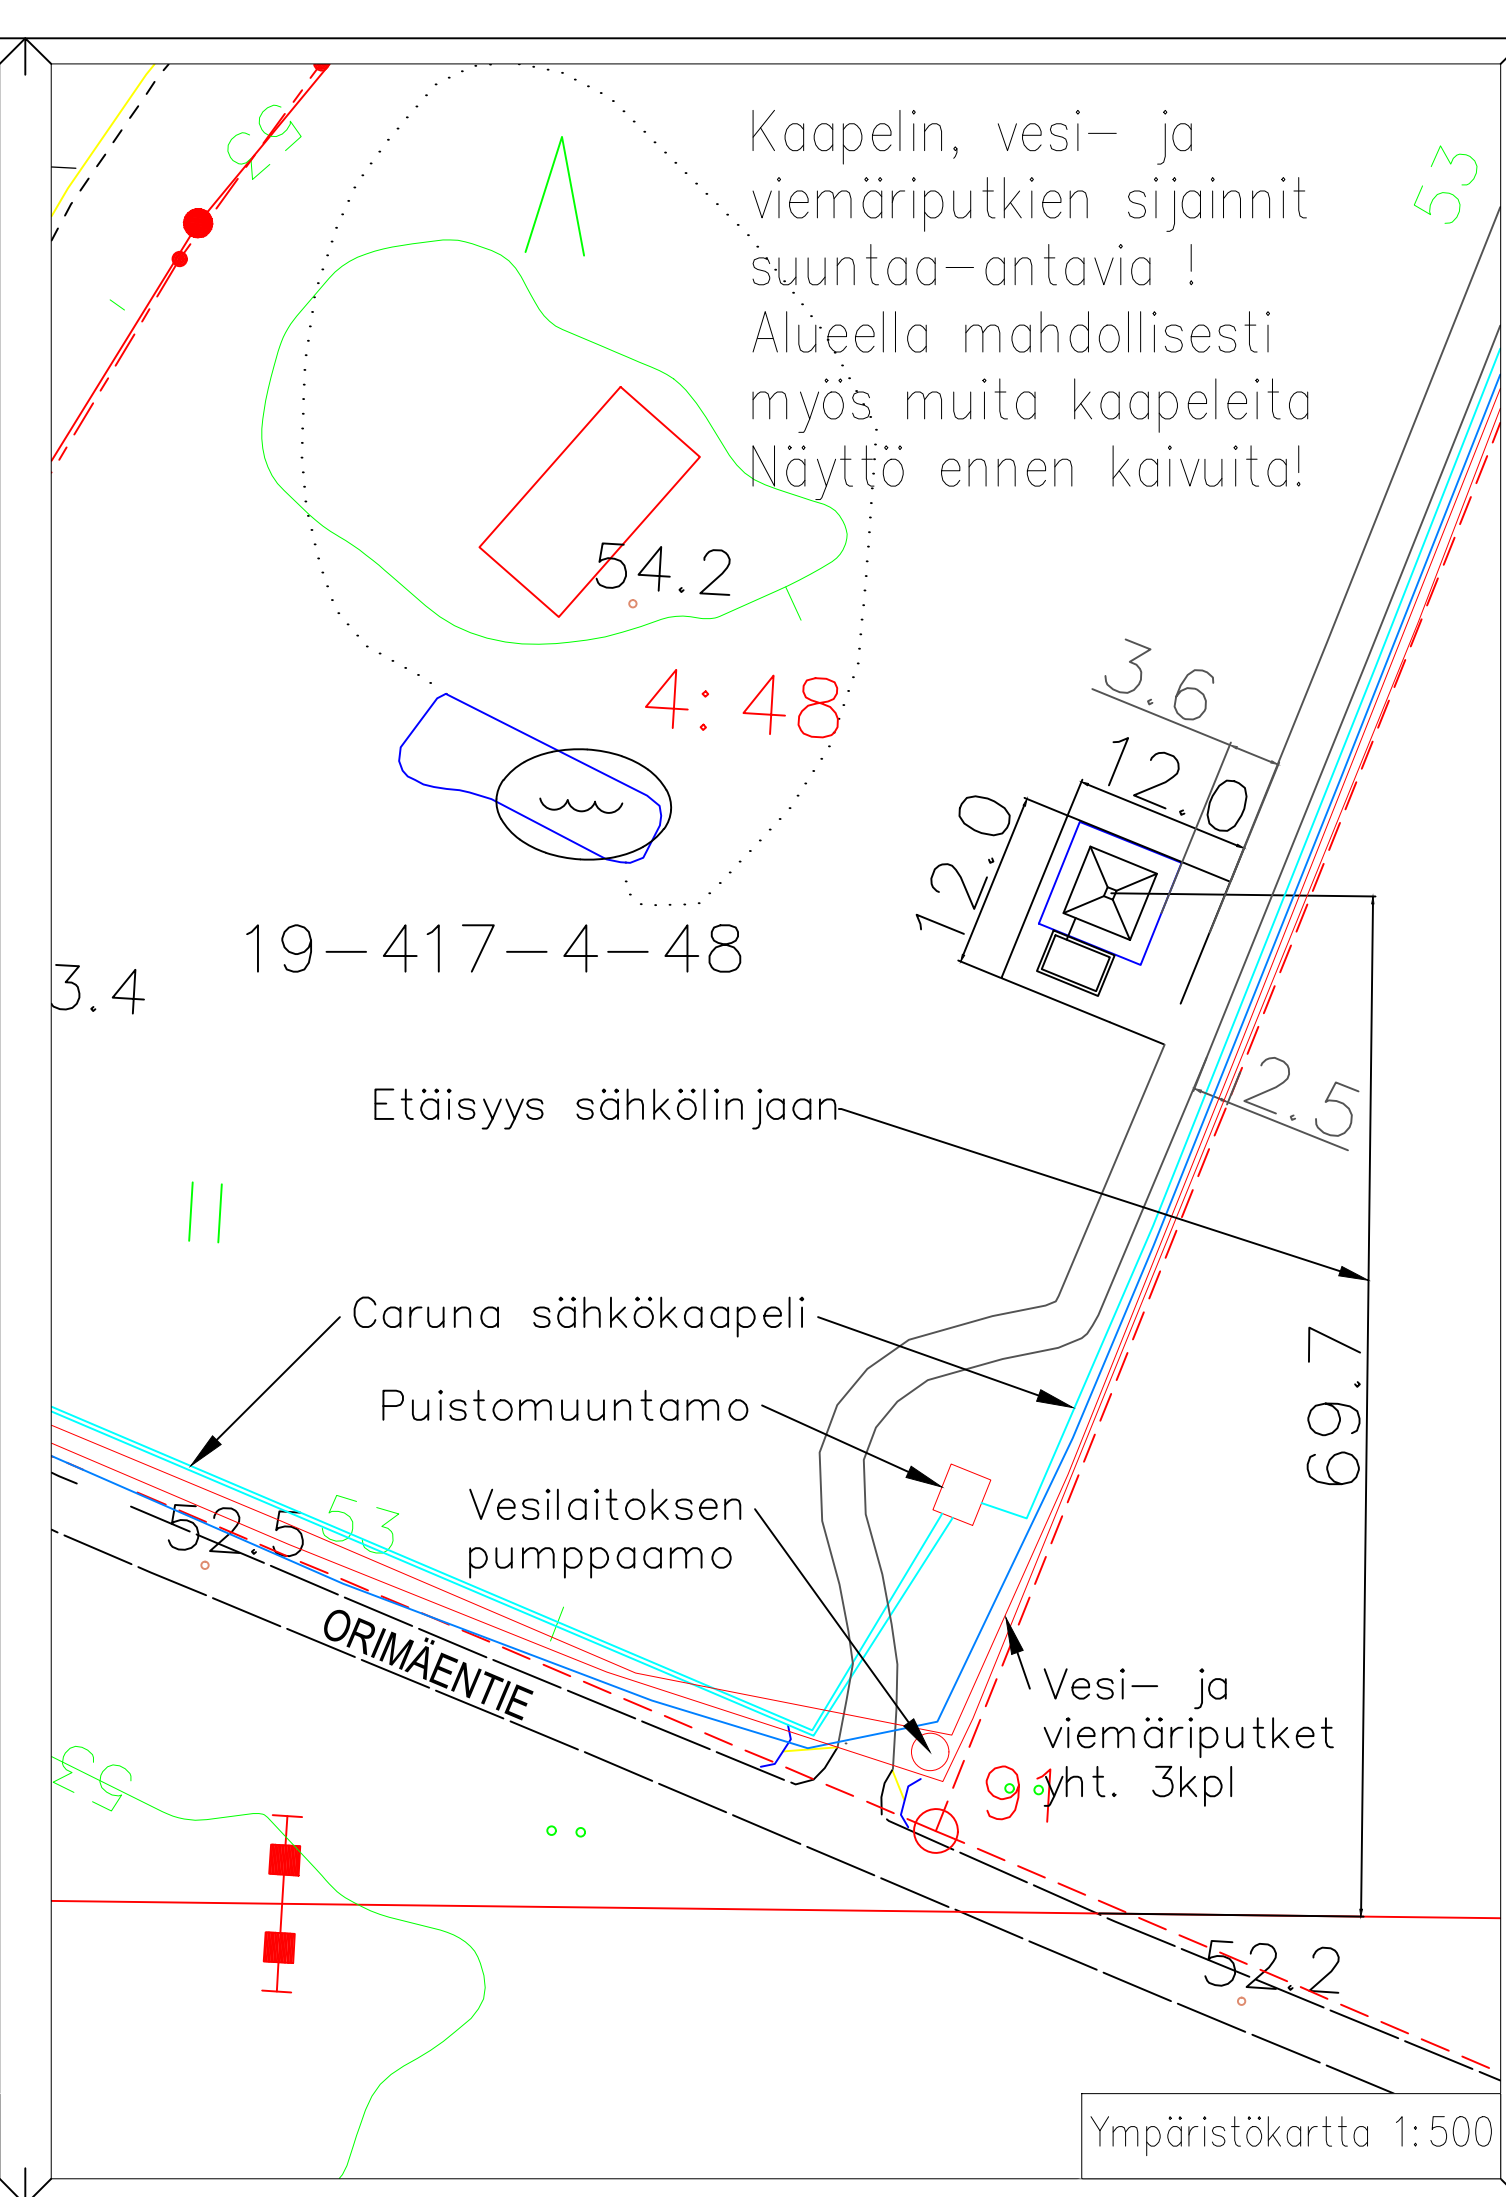 Kaapelin, vesi- ja
viemäriputkien sijainnit
suuntaa-antavia !
Alueella mahdollisesti
myös muita kaapeleita
Näyttö ennen kaivuita!
53
53
54.2
4:48
3.6
12.0
12.0
19-417-4-48
3.4
2.5
Etäisyys sähkölinjaan
Caruna sähkökaapeli
69.7
Puistomuuntamo
Vesilaitoksen
pumppaamo
52.5
53
ORIMÄENTIE
Vesi- ja
viemäriputket
yht. 3kpl
91
53
52.2
Ympäristökartta 1:500